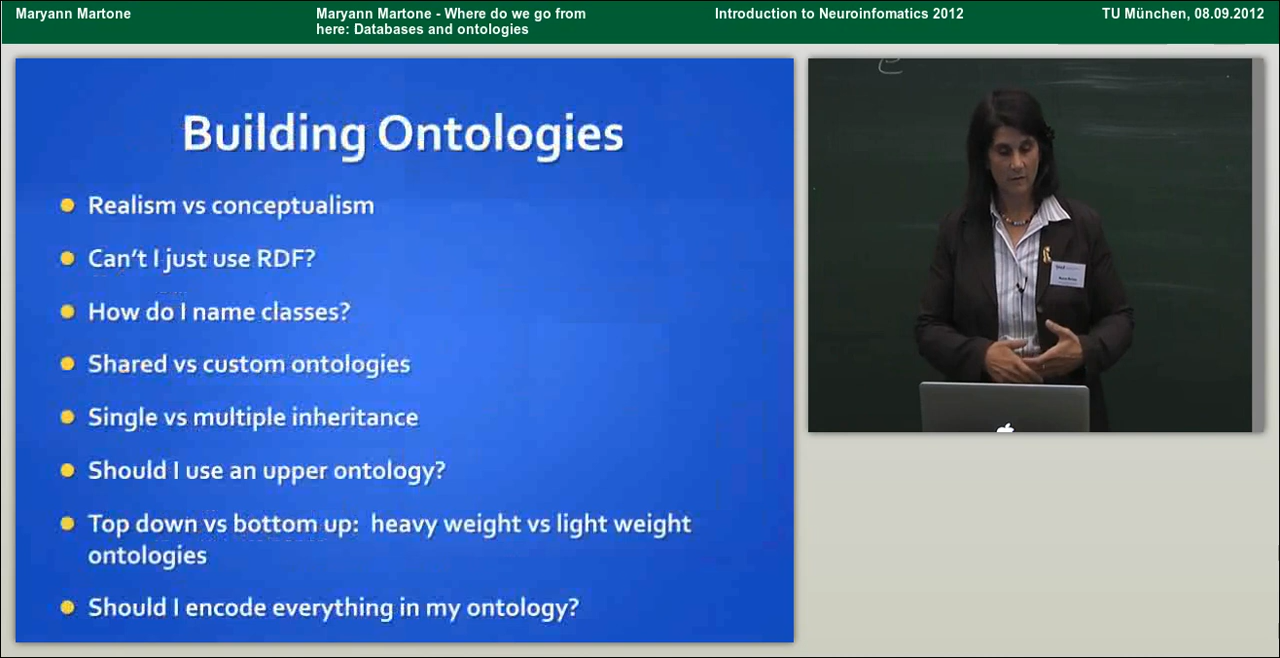 Maryann Martone
Maryann Martone - Where do we go from
here: Databases and ontologies
Introduction to Neuroinfomatics 2012
TU München, 08.09.2012
Building Ontologies
Realism vs conceptualism
Can't I just use RDF?
How do I name classes?
Shared vs custom ontologies
Single vs multiple inheritance
Should I use an upper ontology?
Top down vs bottom up:  heavy weight vs light weight
ontologies
Should I encode everything in my ontology?